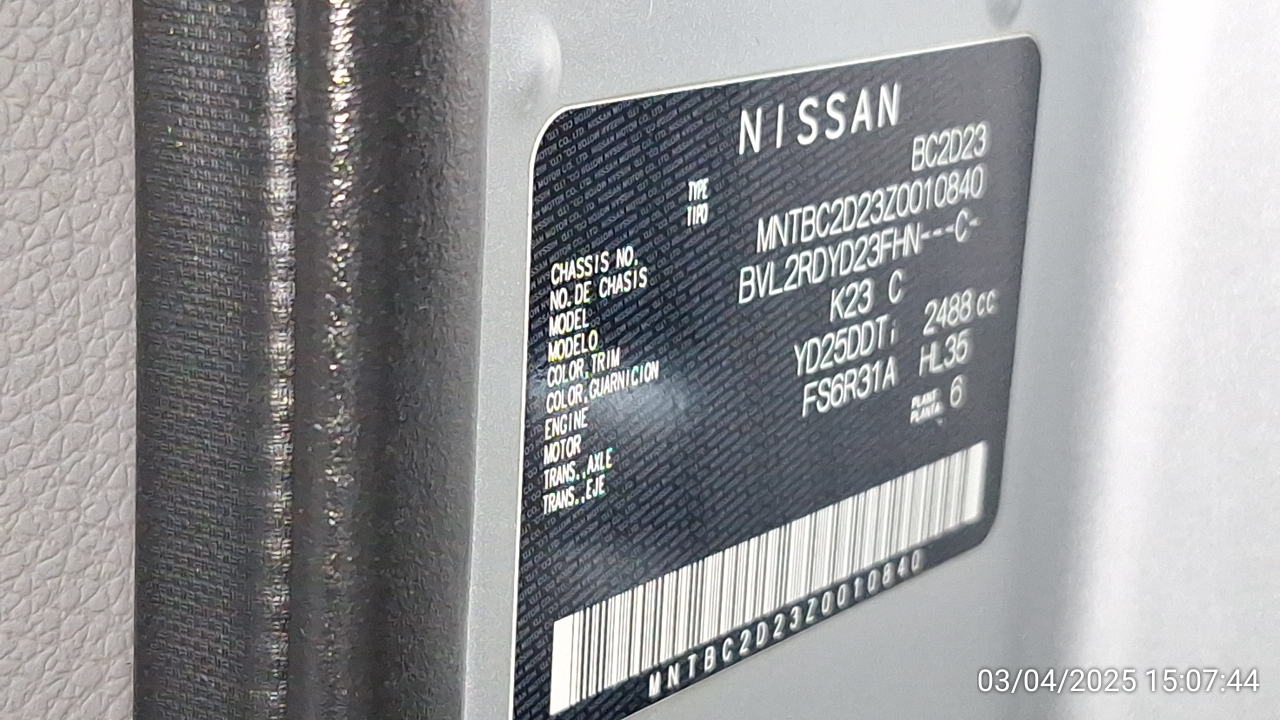 NISSAN
TYPE BC2D23
TIPO
CHASSIS NO. MNTBC2D23Z0010840
NO. DE CHASIS
MODEL BVL2RDYD23FHN---C-
MODELO
COLOR,TRIM K23 C
COLOR,GUARNICION
ENGINE YD25DDTi 2488 cc
MOTOR
TRANS.,AXLE FS6R31A HL35
TRANS.,EJE
PLANT 6
PLANTA
MNTBC2D23Z0010840
03/04/2025 15:07:44